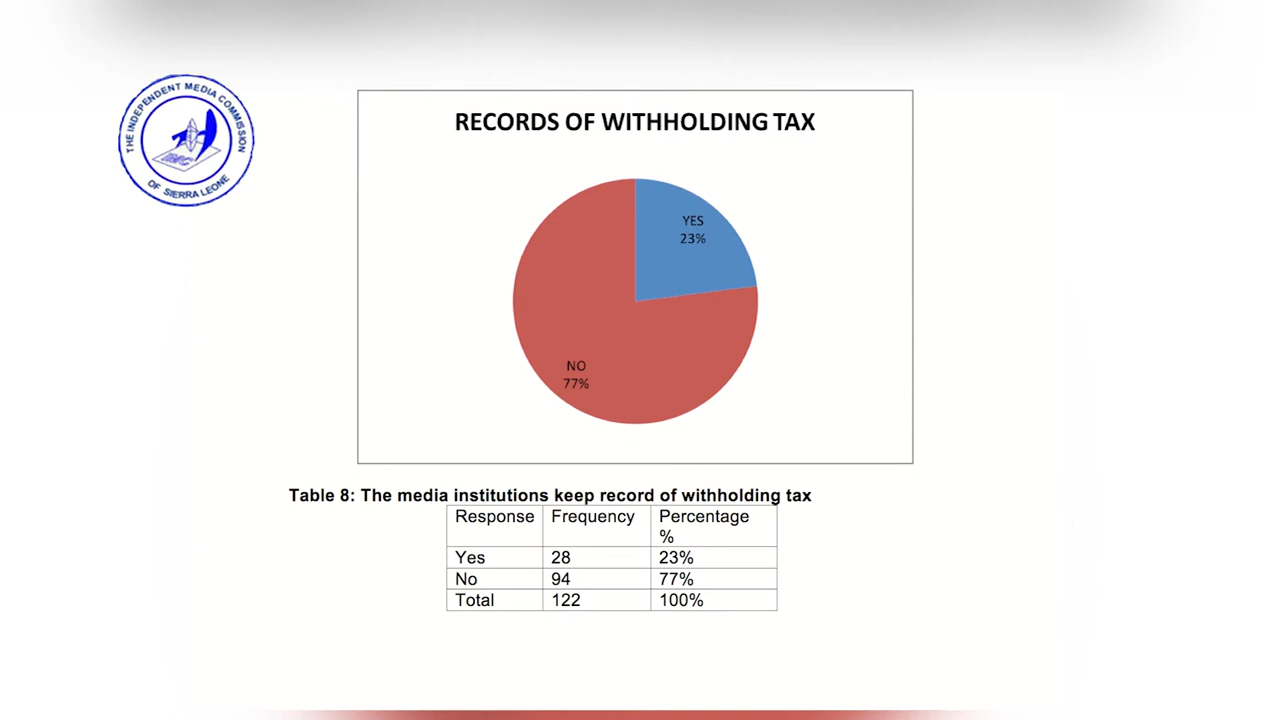 THE INDEPENDENT MEDIA COMMISSION
OF SIERRA LEONE
IMC
RECORDS OF WITHHOLDING TAX
YES
23%
NO
77%
Table 8: The media institutions keep record of withholding tax
Response Frequency Percentage
%
Yes 28 23%
No 94 77%
Total 122 100%